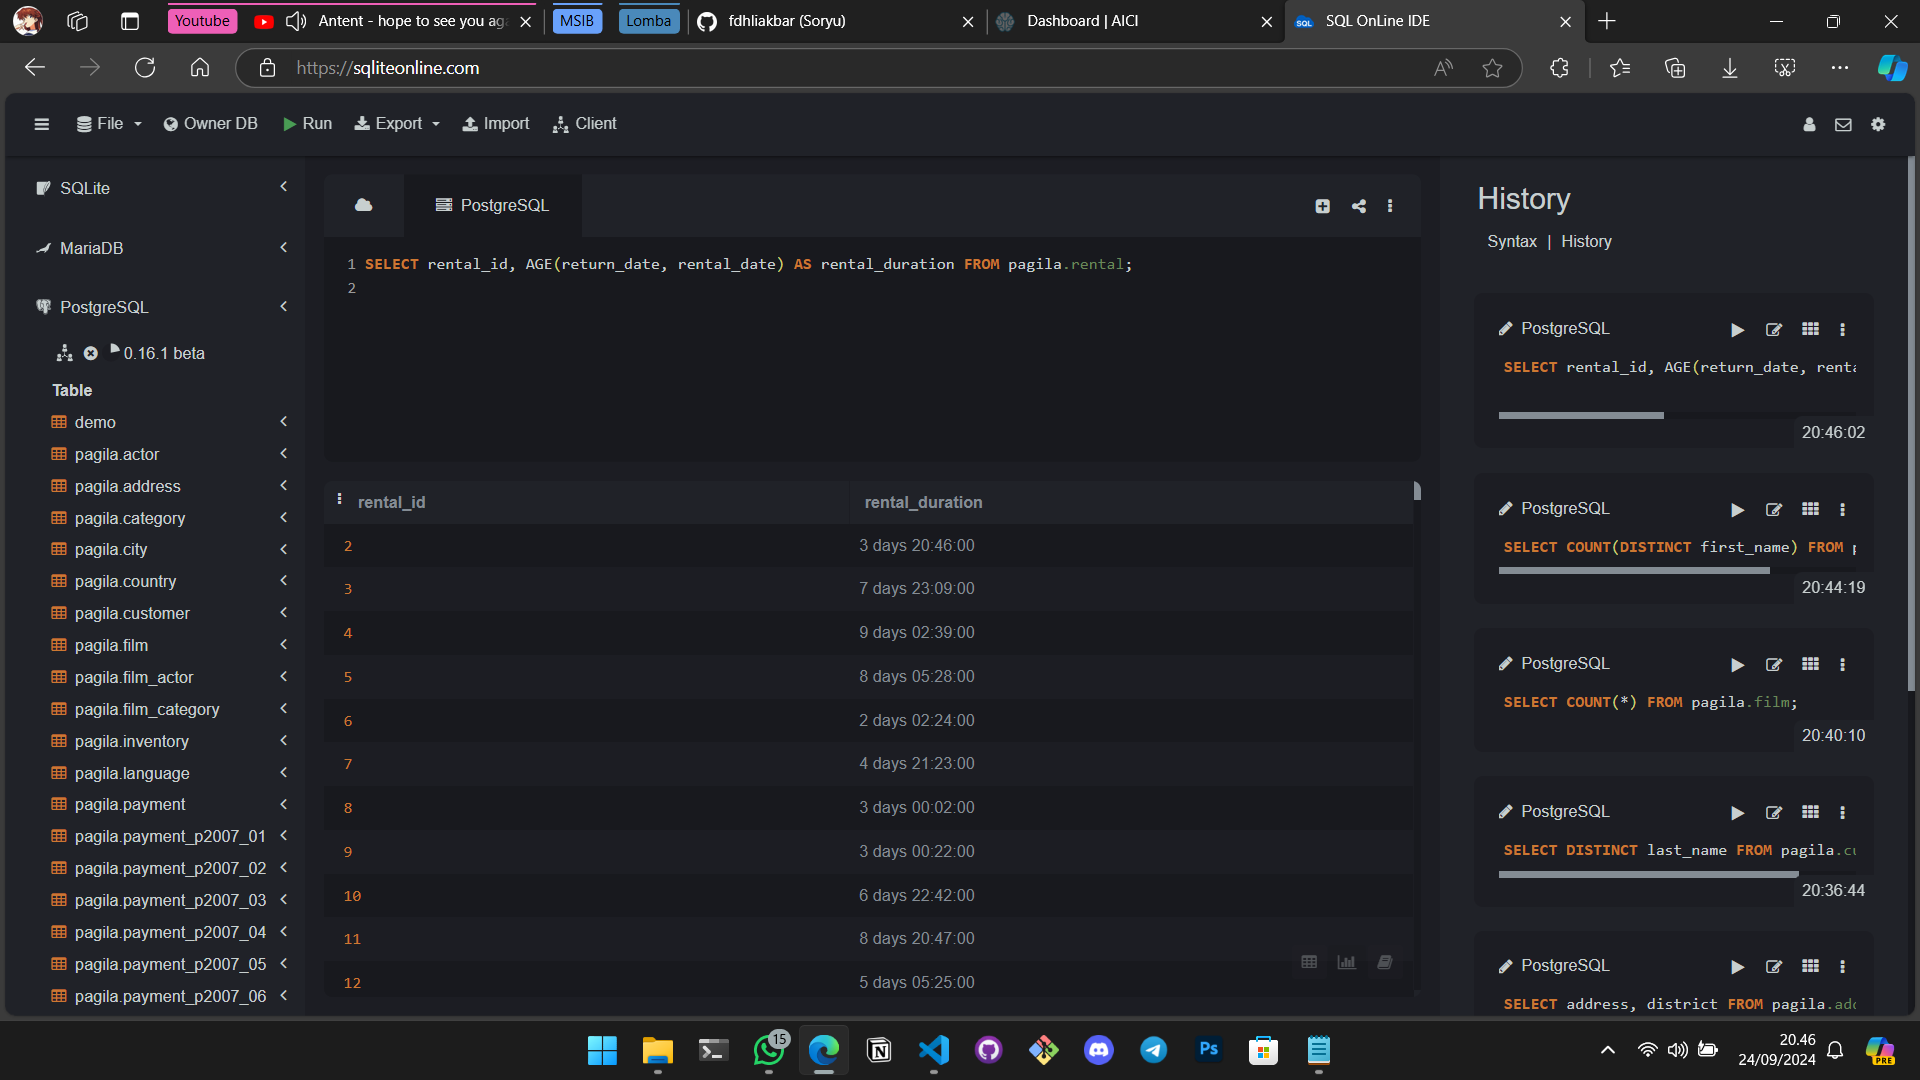 Youtube
Antent - hope to see you ag
MSIB
Lomba
fdhliakbar (Soryu)
Dashboard | AICI
SQL OnLine IDE
https://sqliteonline.com
File
Owner DB
Run
Export
Import
Client
SQLite
MariaDB
PostgreSQL
0.16.1 beta
Table
demo
pagila.actor
pagila.address
pagila.category
pagila.city
pagila.country
pagila.customer
pagila.film
pagila.film_actor
pagila.film_category
pagila.inventory
pagila.language
pagila.payment
pagila.payment_p2007_01
pagila.payment_p2007_02
pagila.payment_p2007_03
pagila.payment_p2007_04
pagila.payment_p2007_05
pagila.payment_p2007_06
PostgreSQL
1 SELECT rental_id, AGE(return_date, rental_date) AS rental_duration FROM pagila.rental;
2
rental_id rental_duration
2 3 days 20:46:00
3 7 days 23:09:00
4 9 days 02:39:00
5 8 days 05:28:00
6 2 days 02:24:00
7 4 days 21:23:00
8 3 days 00:02:00
9 3 days 00:22:00
10 6 days 22:42:00
11 8 days 20:47:00
12 5 days 05:25:00
History
Syntax | History
PostgreSQL
SELECT rental_id, AGE(return_date, renta
20:46:02
PostgreSQL
SELECT COUNT(DISTINCT first_name) FROM p
20:44:19
PostgreSQL
SELECT COUNT(*) FROM pagila.film;
20:40:10
PostgreSQL
SELECT DISTINCT last_name FROM pagila.cu
20:36:44
PostgreSQL
SELECT address, district FROM pagila.add
15
Ps
20.46
24/09/2024
PRE